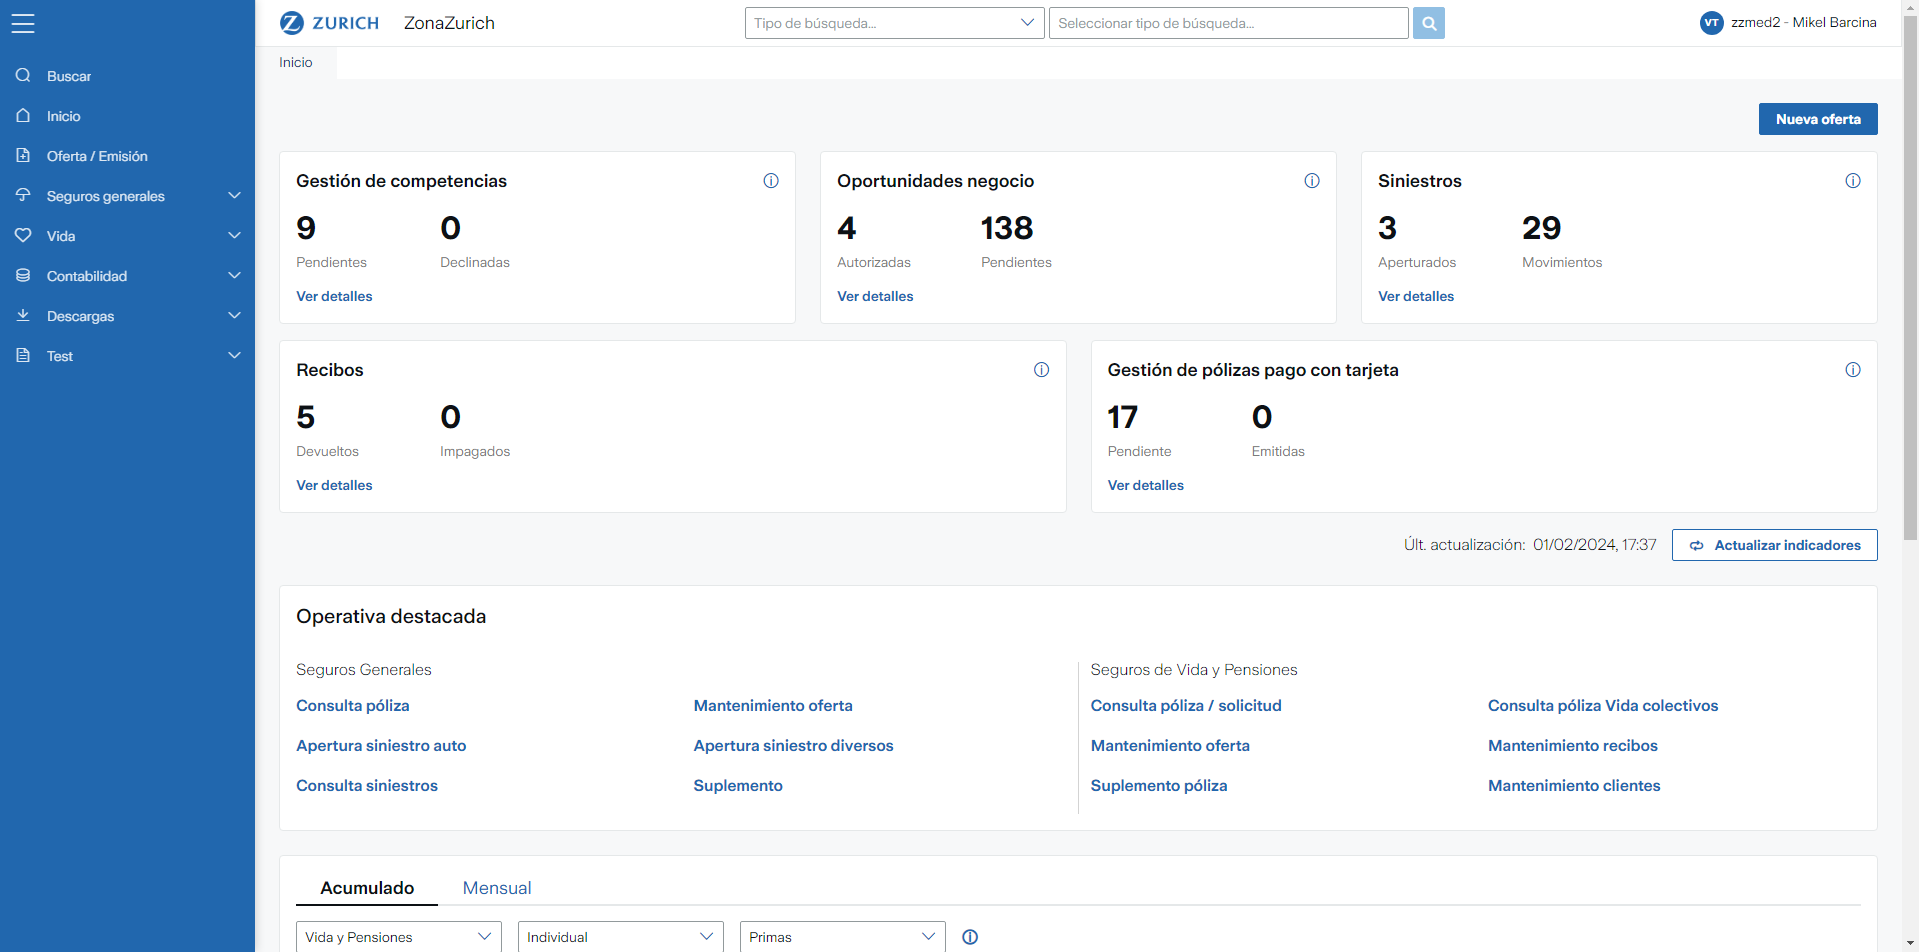 ZURICH ZonaZurich Tipo de búsqueda... Seleccionar tipo de búsqueda... VT zzmed2 - Mikel Barcina
Buscar
Inicio
Oferta / Emisión
Seguros generales
Vida
Contabilidad
Descargas
Test
Inicio
Nueva oferta
Gestión de competencias
9 0
Pendientes Declinadas
Ver detalles
Oportunidades negocio
4 138
Autorizadas Pendientes
Ver detalles
Siniestros
3 29
Aperturados Movimientos
Ver detalles
Recibos
5 0
Devueltos Impagados
Ver detalles
Gestión de pólizas pago con tarjeta
17 0
Pendiente Emitidas
Ver detalles
Últ. actualización: 01/02/2024, 17:37 Actualizar indicadores
Operativa destacada
Seguros Generales
Consulta póliza Mantenimiento oferta
Apertura siniestro auto Apertura siniestro diversos
Consulta siniestros Suplemento
Seguros de Vida y Pensiones
Consulta póliza / solicitud Consulta póliza Vida colectivos
Mantenimiento oferta Mantenimiento recibos
Suplemento póliza Mantenimiento clientes
Acumulado Mensual
Vida y Pensiones Individual Primas